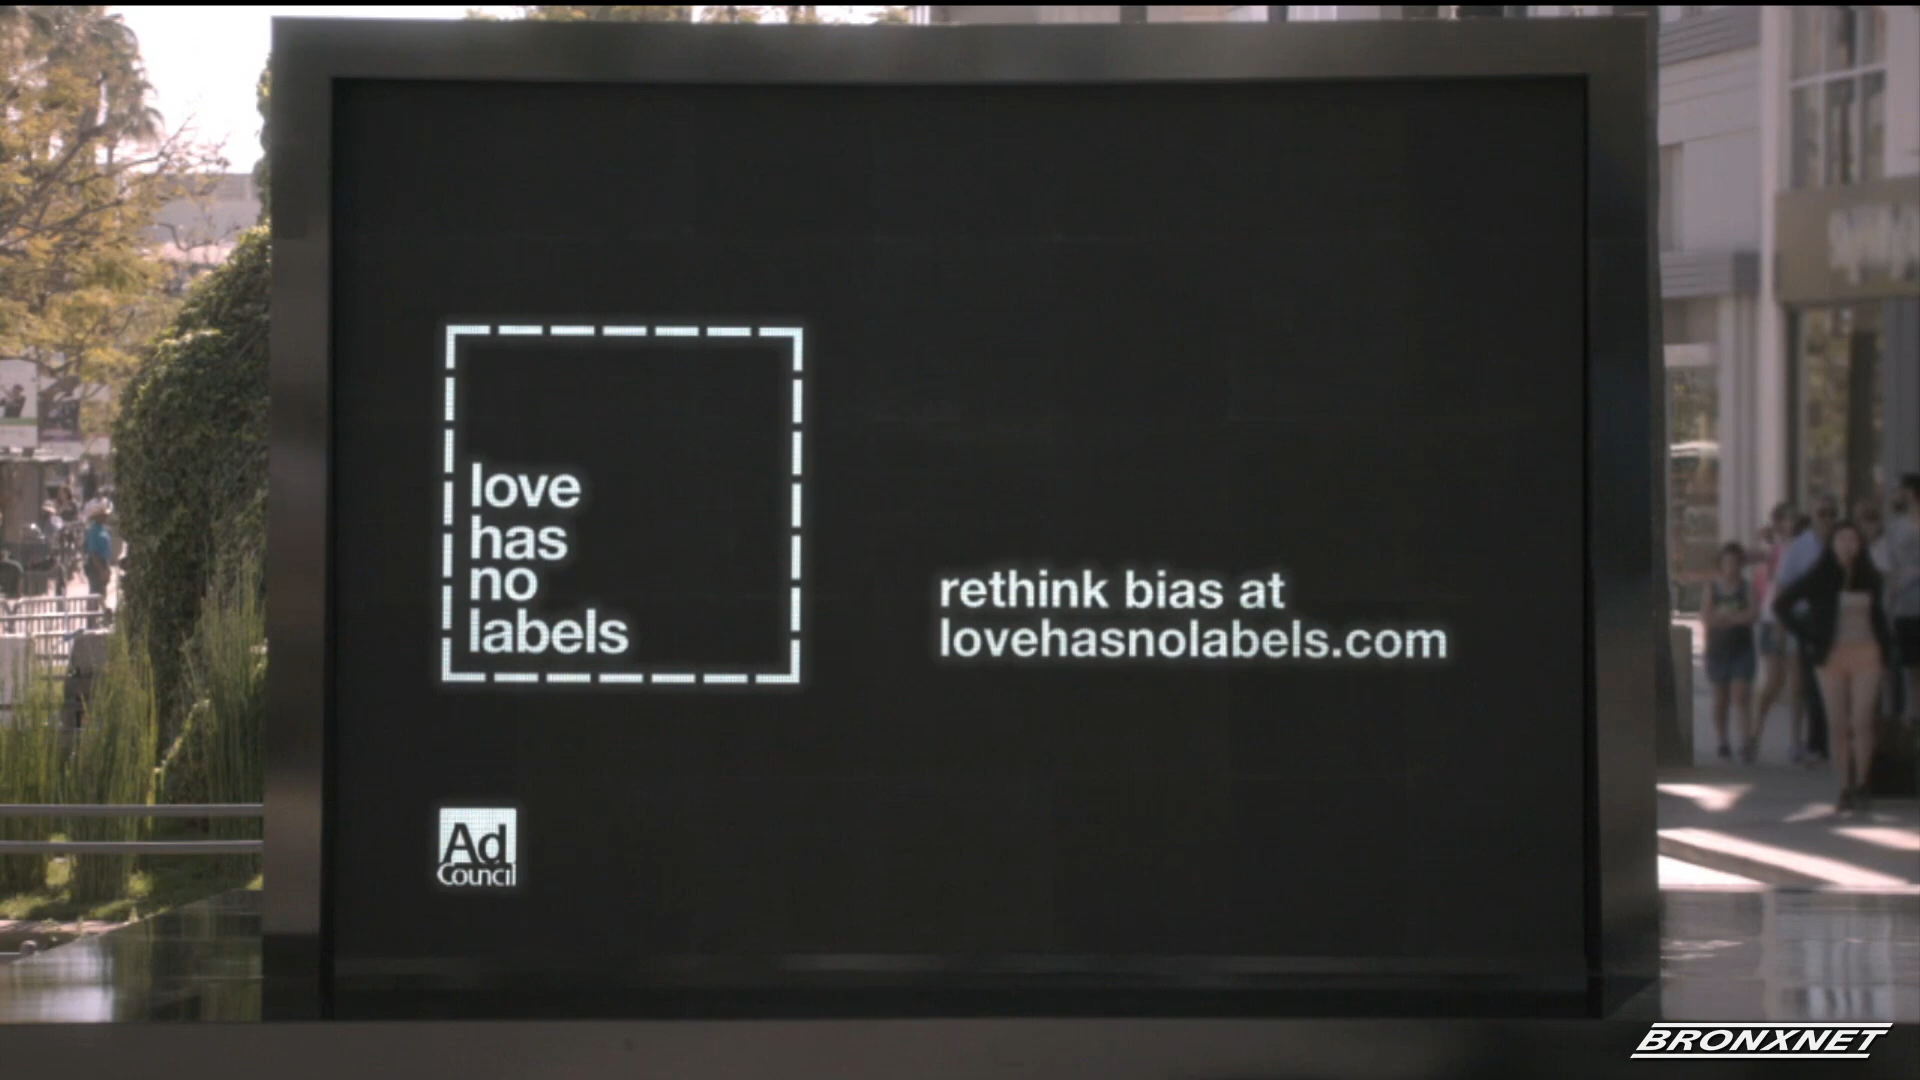 love
has
no
labels
rethink bias at
lovehasnolabels.com
Ad
Council
BRONXNET